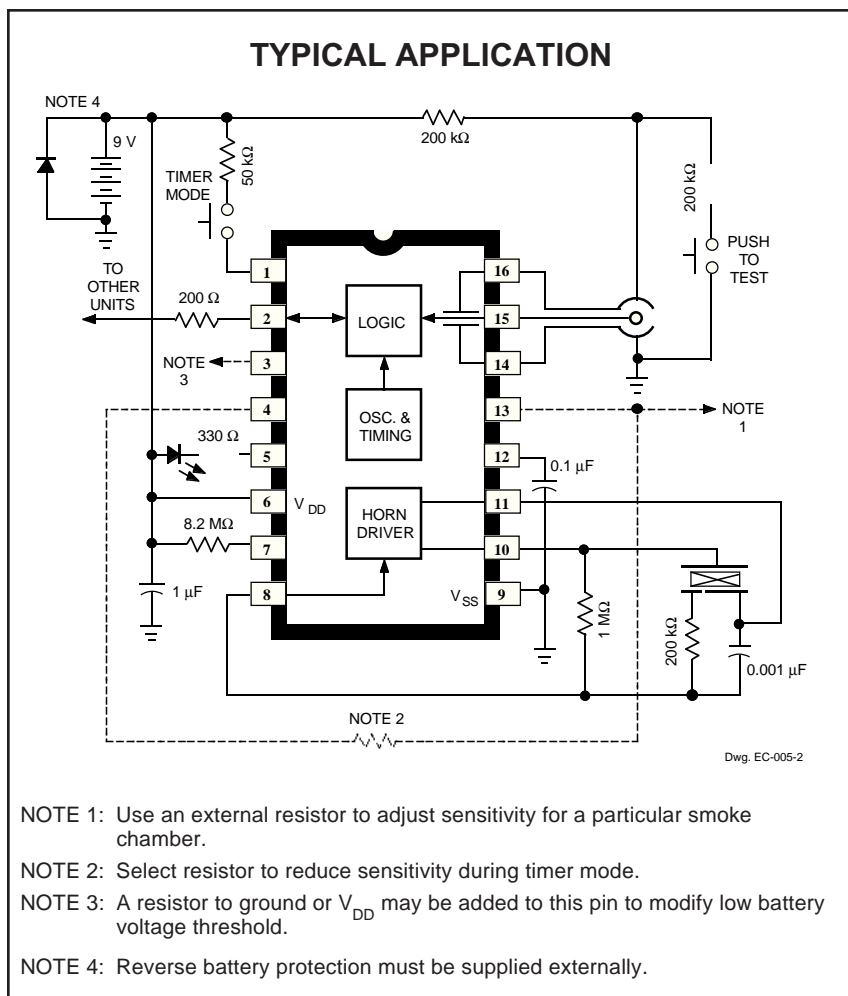 TYPICAL APPLICATION
NOTE 4
9 V
200 kΩ
50 kΩ
TIMER
MODE
200 kΩ
PUSH
TO
TEST
TO
OTHER
UNITS
200 Ω
1
2
3
4
5
6
7
8
16
15
14
13
12
11
10
9
LOGIC
OSC. &
TIMING
HORN
DRIVER
NOTE
3
NOTE
1
330 Ω
0.1 µF
V DD
8.2 MΩ
1 µF
V SS
1 MΩ
200 kΩ
0.001 µF
NOTE 2
Dwg. EC-005-2
NOTE 1: Use an external resistor to adjust sensitivity for a particular smoke
chamber.
NOTE 2: Select resistor to reduce sensitivity during timer mode.
NOTE 3: A resistor to ground or VDD may be added to this pin to modify low battery
voltage threshold.
NOTE 4: Reverse battery protection must be supplied externally.